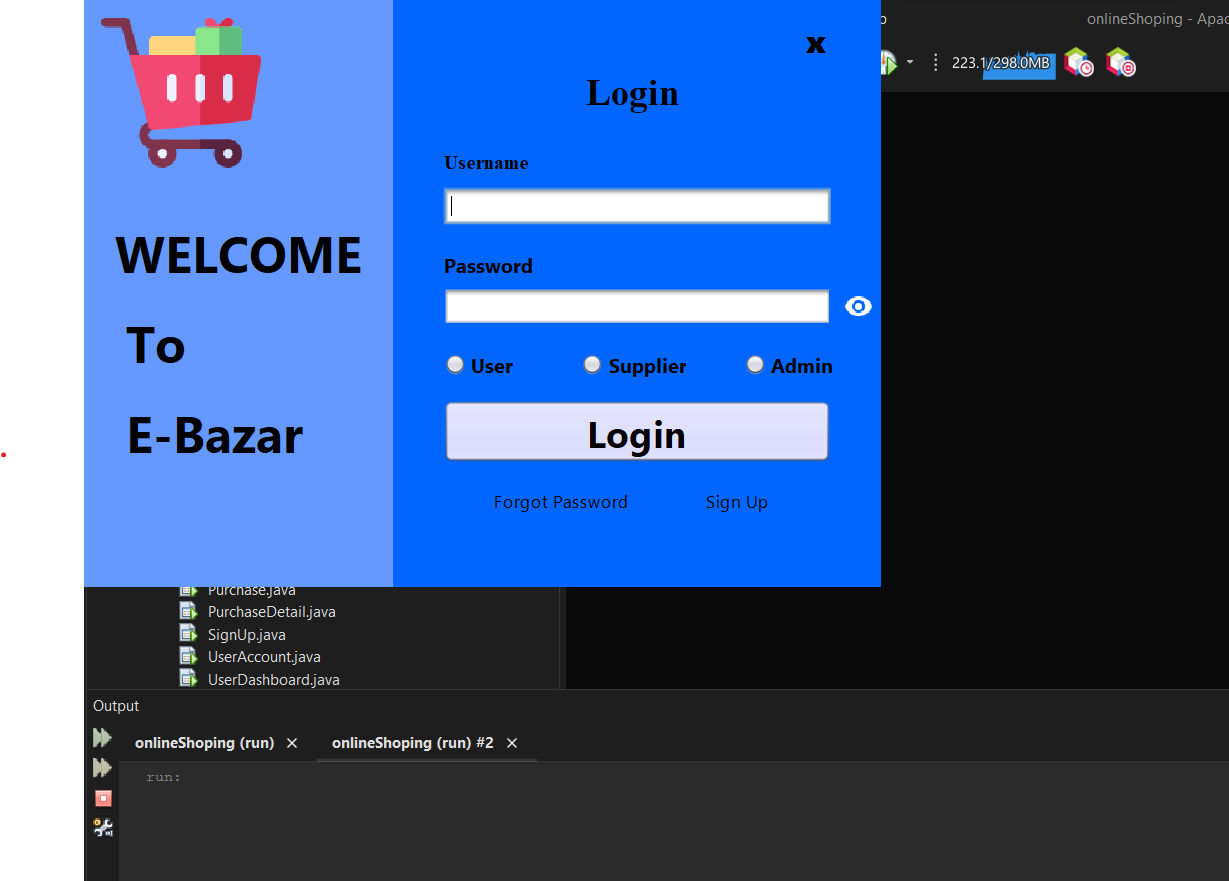 onlineShoping - Apac
223.1/298.0MB
x
Login
Username
Password
User
Supplier
Admin
Login
Forgot Password
Sign Up
WELCOME
To
E-Bazar
Purchase.java
PurchaseDetail.java
SignUp.java
UserAccount.java
UserDashboard.java
Output
onlineShoping (run)
onlineShoping (run) #2
run: